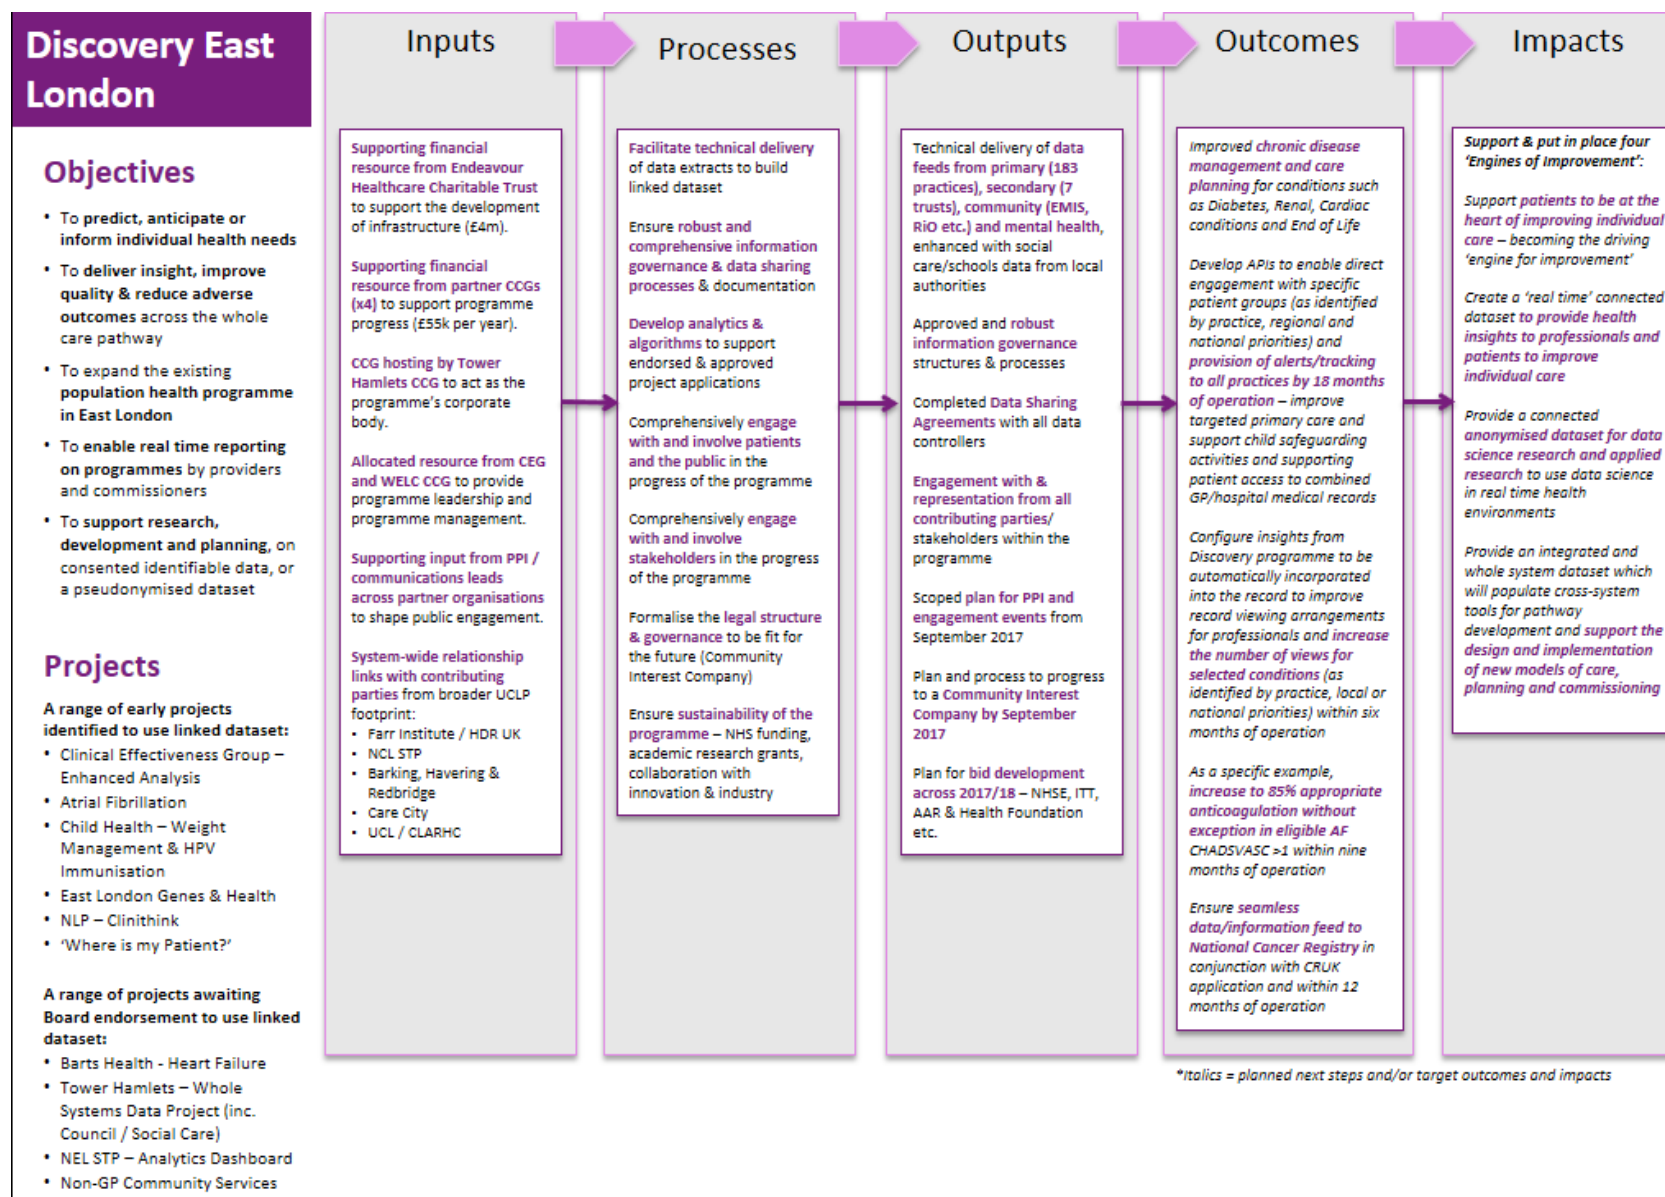 Discovery East
London
Objectives
• To predict, anticipate or
inform individual health needs
• To deliver insight, improve
quality & reduce adverse
outcomes across the whole
care pathway
• To expand the existing
population health programme
in East London
• To enable real time reporting
on programmes by providers
and commissioners
• To support research,
development and planning, on
consented identifiable data, or
a pseudonymised dataset
Projects
A range of early projects
identified to use linked dataset:
• Clinical Effectiveness Group –
Enhanced Analysis
• Atrial Fibrillation
• Child Health – Weight
Management & HPV
Immunisation
• East London Genes & Health
• NLP – Clinithink
• 'Where is my Patient?'
A range of projects awaiting
Board endorsement to use linked
dataset:
• Barts Health - Heart Failure
• Tower Hamlets – Whole
Systems Data Project (inc.
Council / Social Care)
• NEL STP – Analytics Dashboard
• Non-GP Community Services
Inputs
Supporting financial
resource from Endeavour
Healthcare Charitable Trust
to support the development
of infrastructure (£4m).
Supporting financial
resource from partner CCGs
(x4) to support programme
progress (£55k per year).
CCG hosting by Tower
Hamlets CCG to act as the
programme's corporate
body.
Allocated resource from CEG
and WELC CCG to provide
programme leadership and
programme management.
Supporting input from PPI /
communications leads
across partner organisations
to shape public engagement.
System-wide relationship
links with contributing
parties from broader UCLP
footprint:
• Farr Institute / HDR UK
• NCL STP
• Barking, Havering &
Redbridge
• Care City
• UCL / CLARHC
Processes
Facilitate technical delivery
of data extracts to build
linked dataset
Ensure robust and
comprehensive information
governance & data sharing
processes & documentation
Develop analytics &
algorithms to support
endorsed & approved
project applications
Comprehensively engage
with and involve patients
and the public in the
progress of the programme
Comprehensively engage
with and involve
stakeholders in the progress
of the programme
Formalise the legal structure
& governance to be fit for
the future (Community
Interest Company)
Ensure sustainability of the
programme – NHS funding,
academic research grants,
collaboration with
innovation & industry
Outputs
Technical delivery of data
feeds from primary (183
practices), secondary (7
trusts), community (EMIS,
RiO etc.) and mental health,
enhanced with social
care/schools data from local
authorities
Approved and robust
information governance
structures & processes
Completed Data Sharing
Agreements with all data
controllers
Engagement with &
representation from all
contributing parties/
stakeholders within the
programme
Scoped plan for PPI and
engagement events from
September 2017
Plan and process to progress
to a Community Interest
Company by September
2017
Plan for bid development
across 2017/18 – NHSE, ITT,
AAR & Health Foundation
etc.
Outcomes
Improved chronic disease
management and care
planning for conditions such
as Diabetes, Renal, Cardiac
conditions and End of Life
Develop APIs to enable direct
engagement with specific
patient groups (as identified
by practice, regional and
national priorities) and
provision of alerts/tracking
to all practices by 18 months
of operation – improve
targeted primary care and
support child safeguarding
activities and supporting
patient access to combined
GP/hospital medical records
Configure insights from
Discovery programme to be
automatically incorporated
into the record to improve
record viewing arrangements
for professionals and increase
the number of views for
selected conditions (as
identified by practice, local or
national priorities) within six
months of operation
As a specific example,
increase to 85% appropriate
anticoagulation without
exception in eligible AF
CHADSVASC >1 within nine
months of operation
Ensure seamless
data/information feed to
National Cancer Registry in
conjunction with CRUK
application and within 12
months of operation
Impacts
Support & put in place four
'Engines of Improvement':
Support patients to be at the
heart of improving individual
care – becoming the driving
'engine for improvement'
Create a 'real time' connected
dataset to provide health
insights to professionals and
patients to improve
individual care
Provide a connected
anonymised dataset for data
science research and applied
research to use data science
in real time health
environments
Provide an integrated and
whole system dataset which
will populate cross-system
tools for pathway
development and support the
design and implementation
of new models of care,
planning and commissioning
*Italics = planned next steps and/or target outcomes and impacts